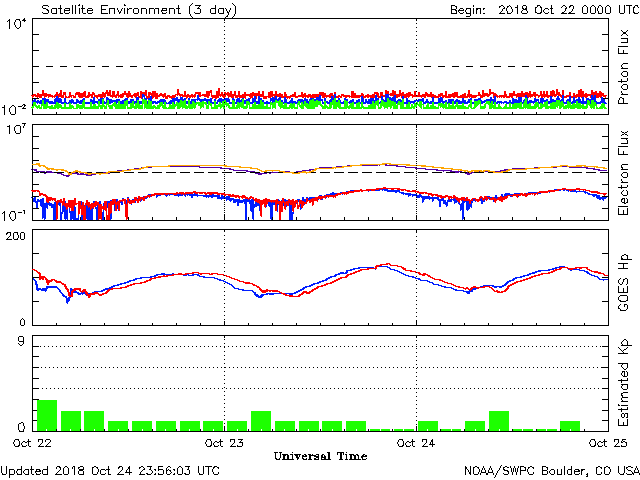 Satellite Environment (3 day)
Begin: 2018 Oct 22 0000 UTC
10⁴
10⁻²
Proton Flux
10⁷
10⁻¹
Electron Flux
200
0
GOES Hp
9
0
Estimated Kp
Oct 22
Oct 23
Oct 24
Oct 25
Universal Time
Updated 2018 Oct 24 23:56:03 UTC
NOAA/SWPC Boulder, CO USA